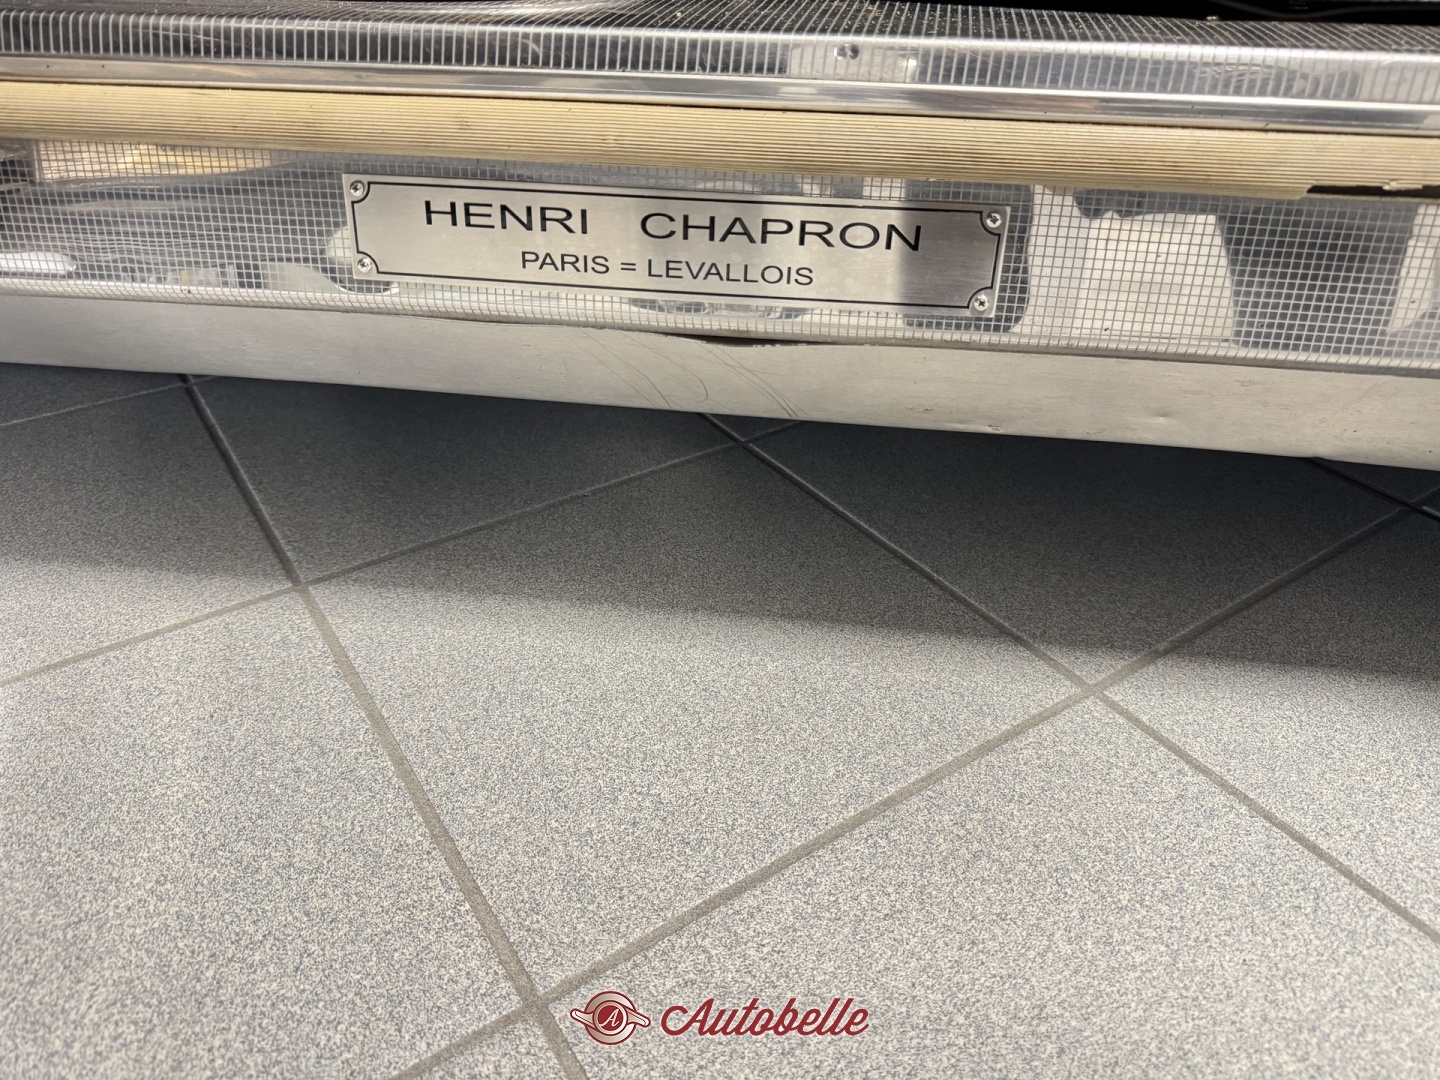 HENRI CHAPRON
PARIS = LEVALLOIS
A Autobelle